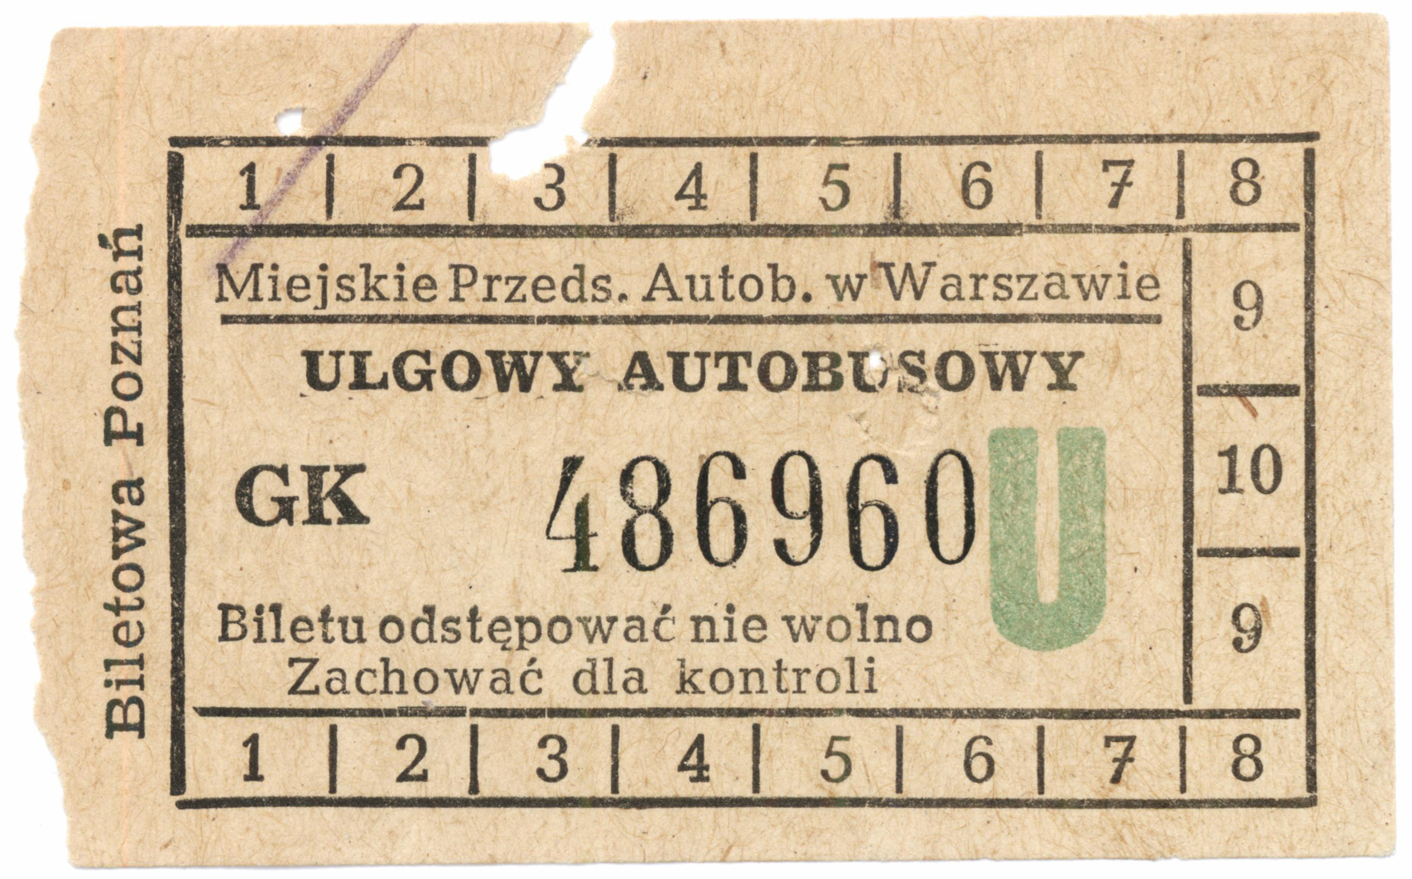 1 2 3 4 5 6 7 8
Miejskie Przeds. Autob. w Warszawie
ULGOWY AUTOBUSOWY
GK 486960 U
Biletu odstępować nie wolno
Zachować dla kontroli
9
10
9
1 2 3 4 5 6 7 8
Biletowa Poznań